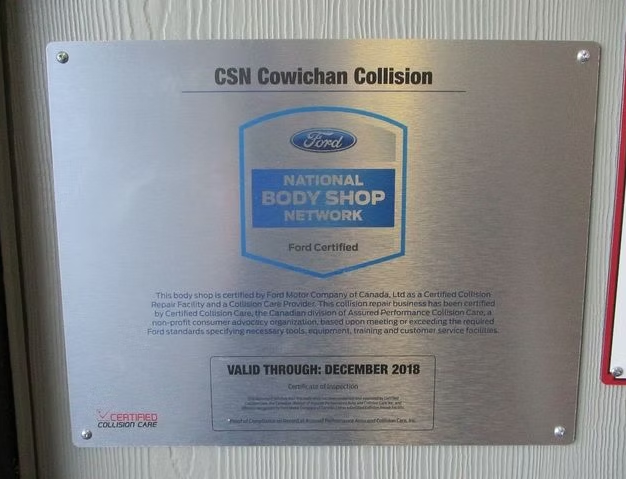 CSN Cowichan Collision
Ford
NATIONAL
BODY SHOP
NETWORK
Ford Certified
This body shop is certified by Ford Motor Company of Canada, Ltd as a Certified Collision
Repair Facility and a Collision Care Provider. This collision repair business has been certified
by Certified Collision Care, the Canadian division of Assured Performance Collision Care, a
non-profit consumer advocacy organization, based upon meeting or exceeding the required
Ford standards specifying necessary tools, equipment, training and customer service facilities.
VALID THROUGH: DECEMBER 2018
Certificate of Inspection
CERTIFIED
COLLISION CARE